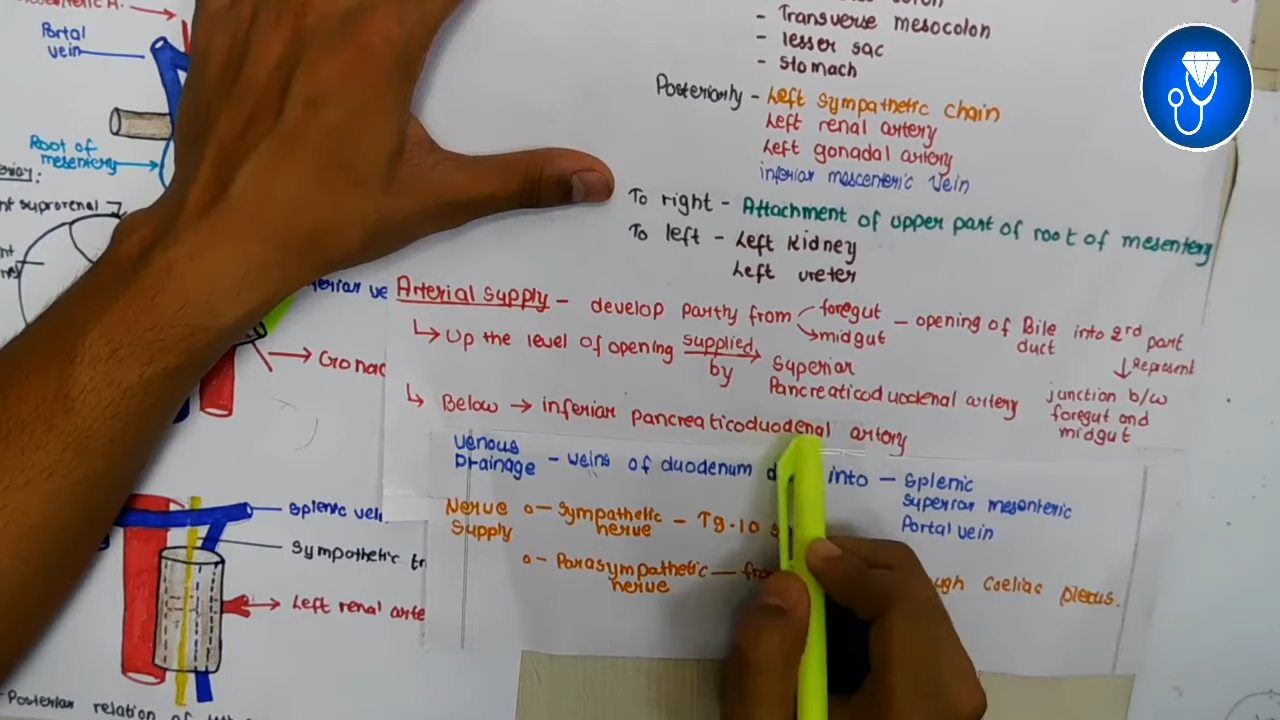 Portal
vein
Root of
mesentery
suprarenal
Gonad
splenic vei
Sympathetic tr
Left renal arte
Posterior relation of
- Transverse mesocolon
- lesser sac
- stomach
Posteriorly - Left sympathetic chain
Left renal artery
Left gonadal artery
inferior mescenteric vein
To right - Attachment of upper part of root of mesentery
To left - Left Kidney
Left ureter
Arterial supply - develop partly from foregut - opening of Bile into 2nd part
midgut duct
↳ Up the level of opening supplied by → Superior ↓ Represent
Pancreaticoduodenal artery junction b/w
foregut and
midgut
↳ Below → inferior pancreaticoduodenal artery
Venous
Drainage - Veins of duodenum into - Splenic
Superior mesenteric
Portal vein
Nerve o- Sympathetic - T9-10
Supply nerve
o- Parasympathetic — coeliac plexus.
nerve